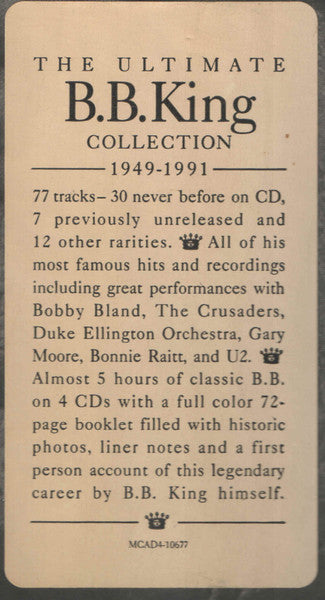 THE ULTIMATE
B.B.King
COLLECTION
1949-1991
77 tracks– 30 never before on CD,
7 previously unreleased and
12 other rarities. All of his
most famous hits and recordings
including great performances with
Bobby Bland, The Crusaders,
Duke Ellington Orchestra, Gary
Moore, Bonnie Raitt, and U2.
Almost 5 hours of classic B.B.
on 4 CDs with a full color 72-
page booklet filled with historic
photos, liner notes and a first
person account of this legendary
career by B.B. King himself.
MCAD4-10677